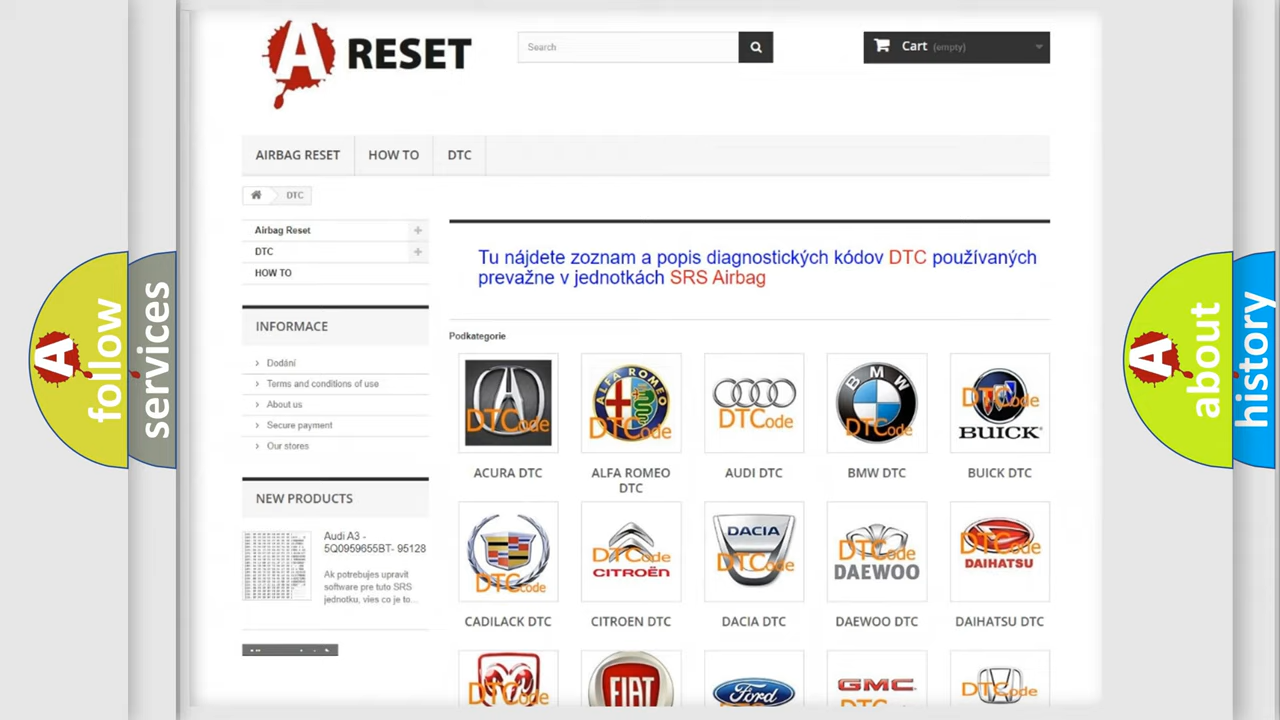 A RESET
Search
Cart (empty)
AIRBAG RESET
HOW TO
DTC
DTC
Airbag Reset
DTC
HOW TO
Tu nájdete zoznam a popis diagnostických kódov DTC používaných
prevažne v jednotkách SRS Airbag
INFORMACE
Dodání
Terms and conditions of use
About us
Secure payment
Our stores
NEW PRODUCTS
Audi A3 -
5Q0959655BT- 95128
Ak potrebujes upravit
software pre tuto SRS
jednotku, vies co je to...
Podkategorie
DTCode
ALFA ROMEO
DTCode
DTCode
BMW
DTCode
DTCode
BUICK
ACURA DTC
ALFA ROMEO
DTC
AUDI DTC
BMW DTC
BUICK DTC
DTCode
DTCode
CITROËN
DACIA
DTCode
DTCode
DAEWOO
DTCode
DAIHATSU
CADILACK DTC
CITROEN DTC
DACIA DTC
DAEWOO DTC
DAIHATSU DTC
DTCode
FIAT
Ford
GMC
DTCode
A follow
services
A about
history